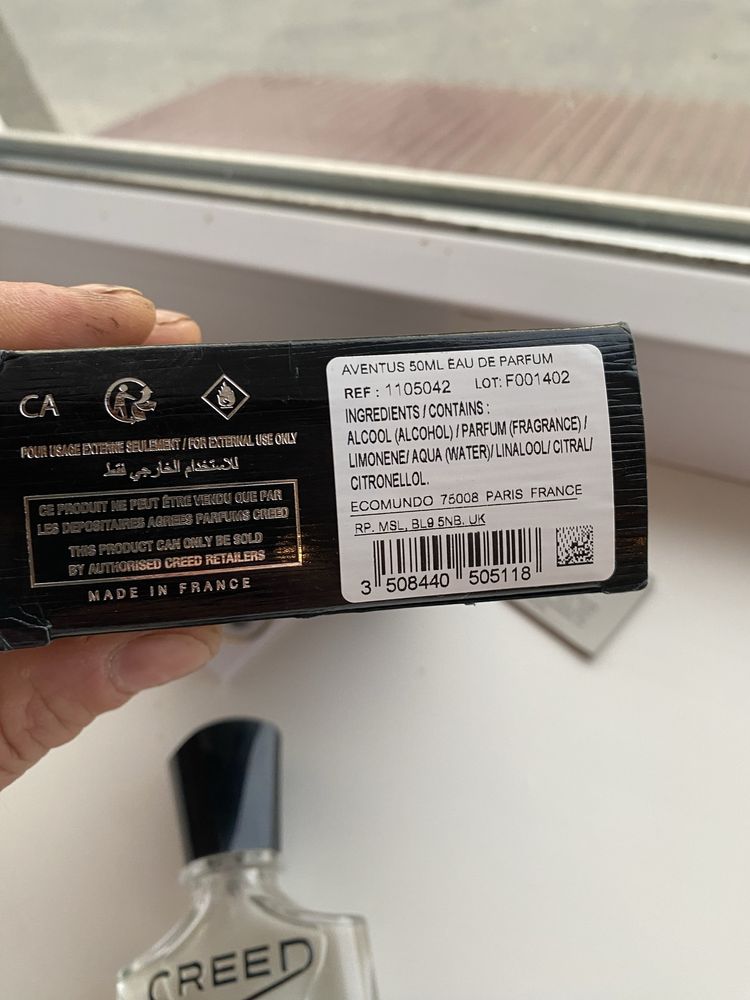 CA
POUR USAGE EXTERNE SEULEMENT / FOR EXTERNAL USE ONLY
للاستخدام الخارجي فقط
CE PRODUIT NE PEUT ÊTRE VENDU QUE PAR
LES DEPOSITAIRES AGREES PARFUMS CREED
THIS PRODUCT CAN ONLY BE SOLD
BY AUTHORISED CREED RETAILERS
MADE IN FRANCE
AVENTUS 50ML EAU DE PARFUM
REF : 1105042 LOT: F001402
INGREDIENTS / CONTAINS :
ALCOOL (ALCOHOL) / PARFUM (FRAGRANCE) /
LIMONENE/ AQUA (WATER)/ LINALOOL/ CITRAL/
CITRONELLOL.
ECOMUNDO 75008 PARIS FRANCE
RP. MSL, BL9 5NB. UK
3 508440 505118
CREED